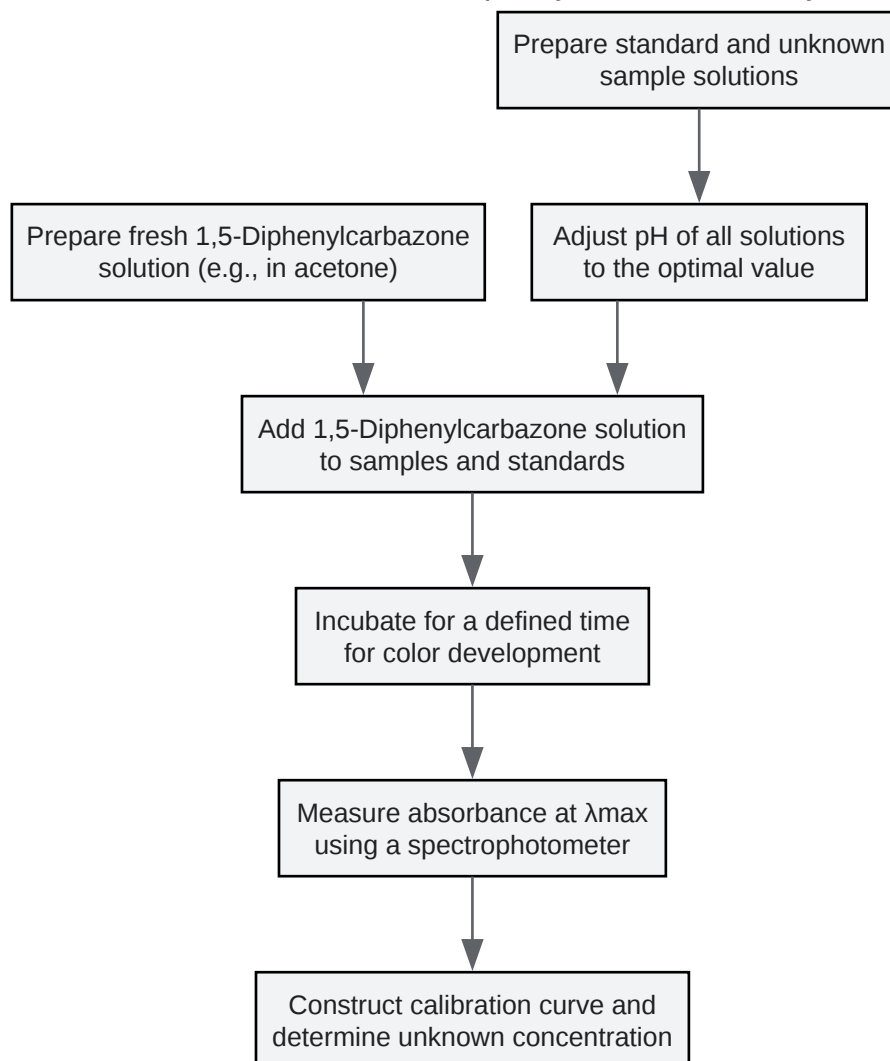 Prepare standard and unknown
sample solutions
Prepare fresh 1,5-Diphenylcarbazone
solution (e.g., in acetone)
Adjust pH of all solutions
to the optimal value
Add 1,5-Diphenylcarbazone solution
to samples and standards
Incubate for a defined time
for color development
Measure absorbance at λmax
using a spectrophotometer
Construct calibration curve and
determine unknown concentration